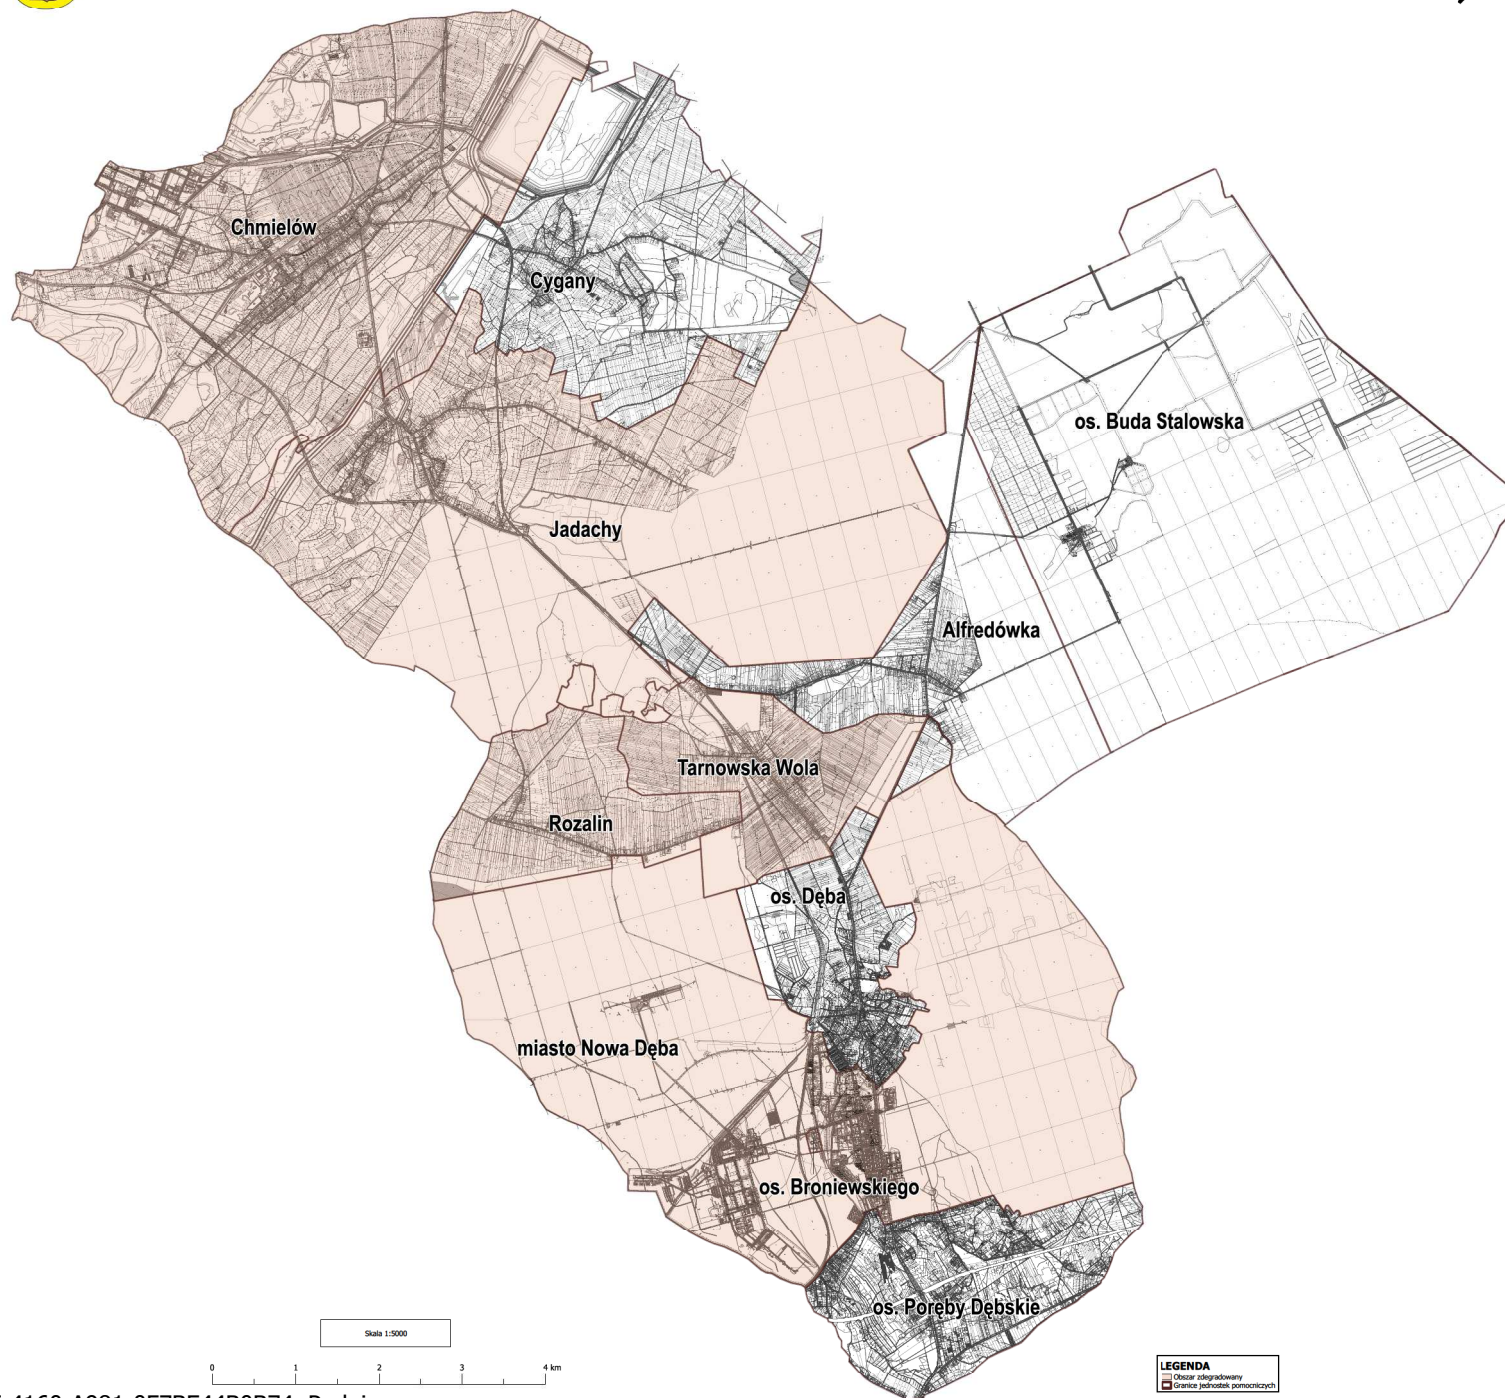 Chmielów
Cygany
os. Buda Stalowska
Jadachy
Alfredówka
Tarnowska Wola
Rozalin
os. Dęba
miasto Nowa Dęba
os. Broniewskiego
os. Poręby Dębskie
Skala 1:5000
0 1 2 3 4 km
LEGENDA
Obszar zdegradowany
Granice jednostek pomocniczych